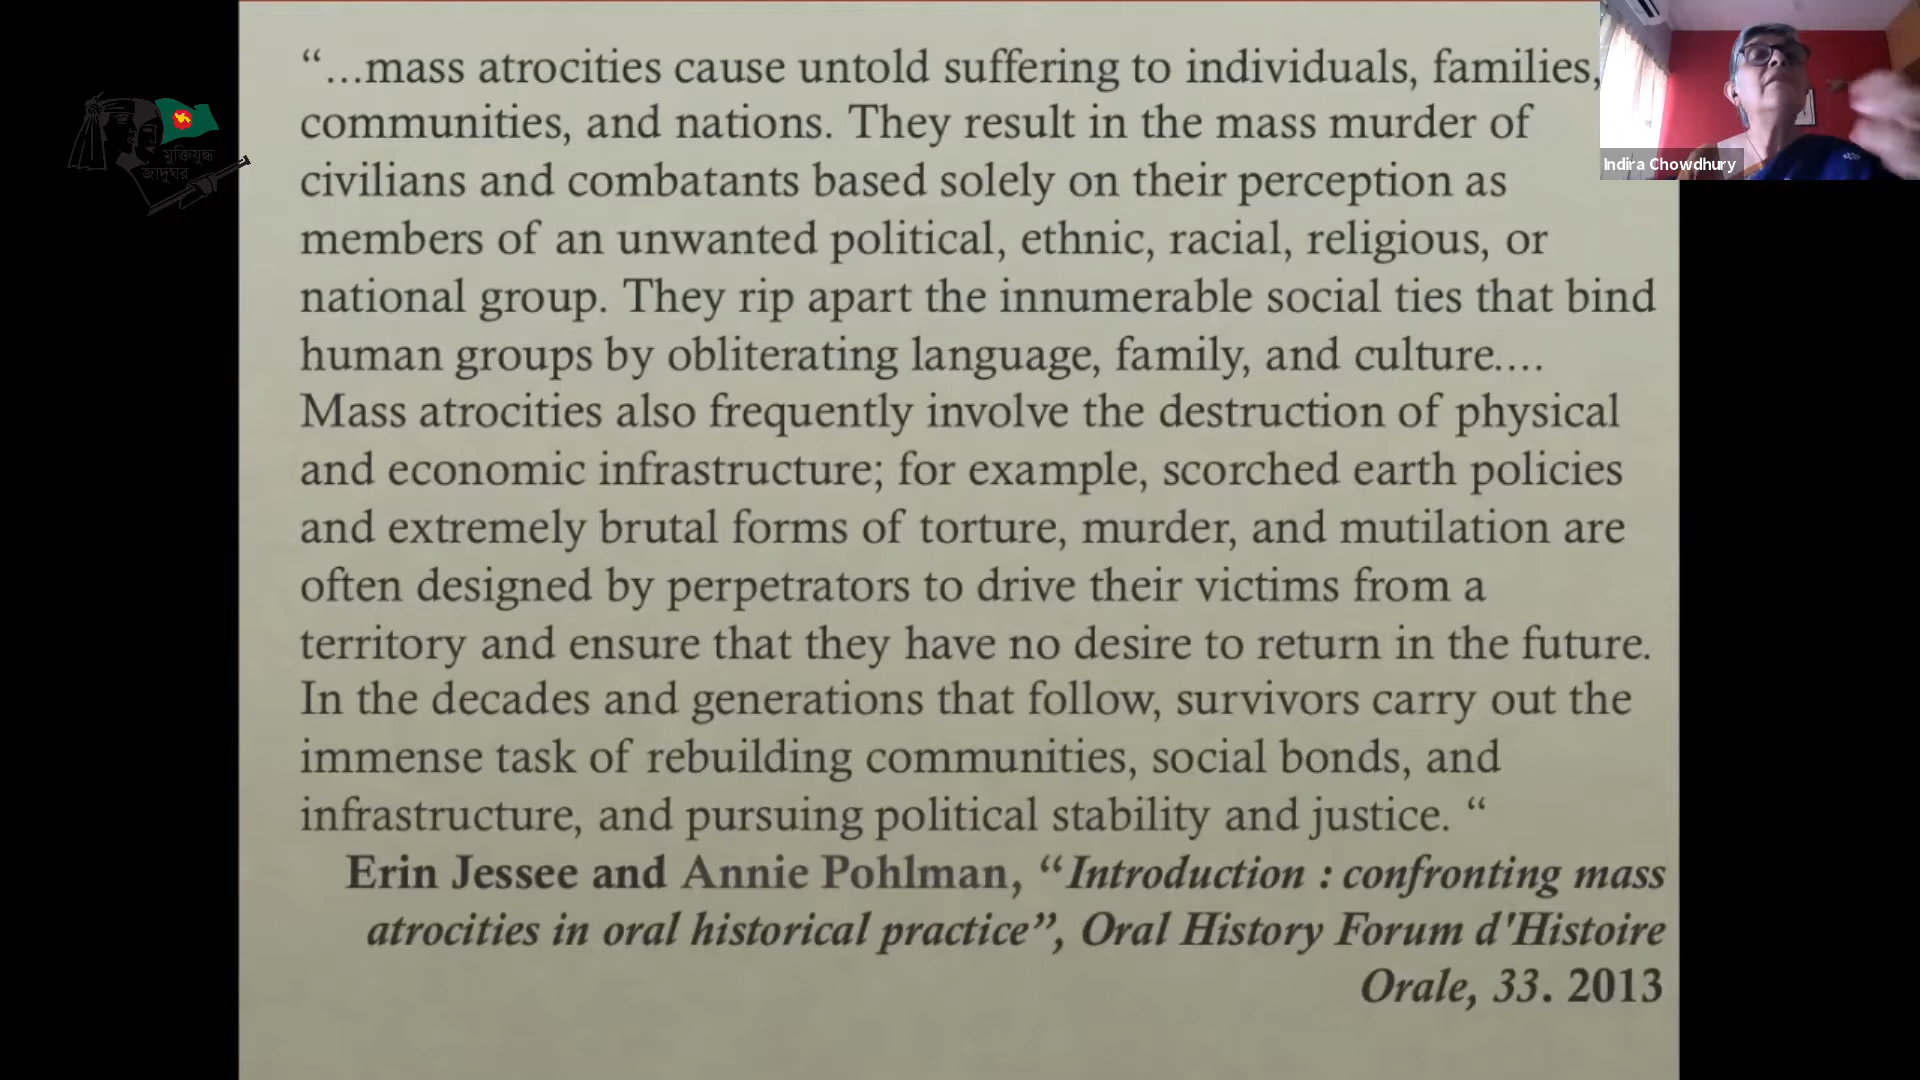 “...mass atrocities cause untold suffering to individuals, families,
communities, and nations. They result in the mass murder of
civilians and combatants based solely on their perception as
members of an unwanted political, ethnic, racial, religious, or
national group. They rip apart the innumerable social ties that bind
human groups by obliterating language, family, and culture....
Mass atrocities also frequently involve the destruction of physical
and economic infrastructure; for example, scorched earth policies
and extremely brutal forms of torture, murder, and mutilation are
often designed by perpetrators to drive their victims from a
territory and ensure that they have no desire to return in the future.
In the decades and generations that follow, survivors carry out the
immense task of rebuilding communities, social bonds, and
infrastructure, and pursuing political stability and justice. “
Erin Jessee and Annie Pohlman, “Introduction : confronting mass
atrocities in oral historical practice”, Oral History Forum d'Histoire
Orale, 33. 2013
Indira Chowdhury
মুক্তিযুদ্ধ
জাদুঘর